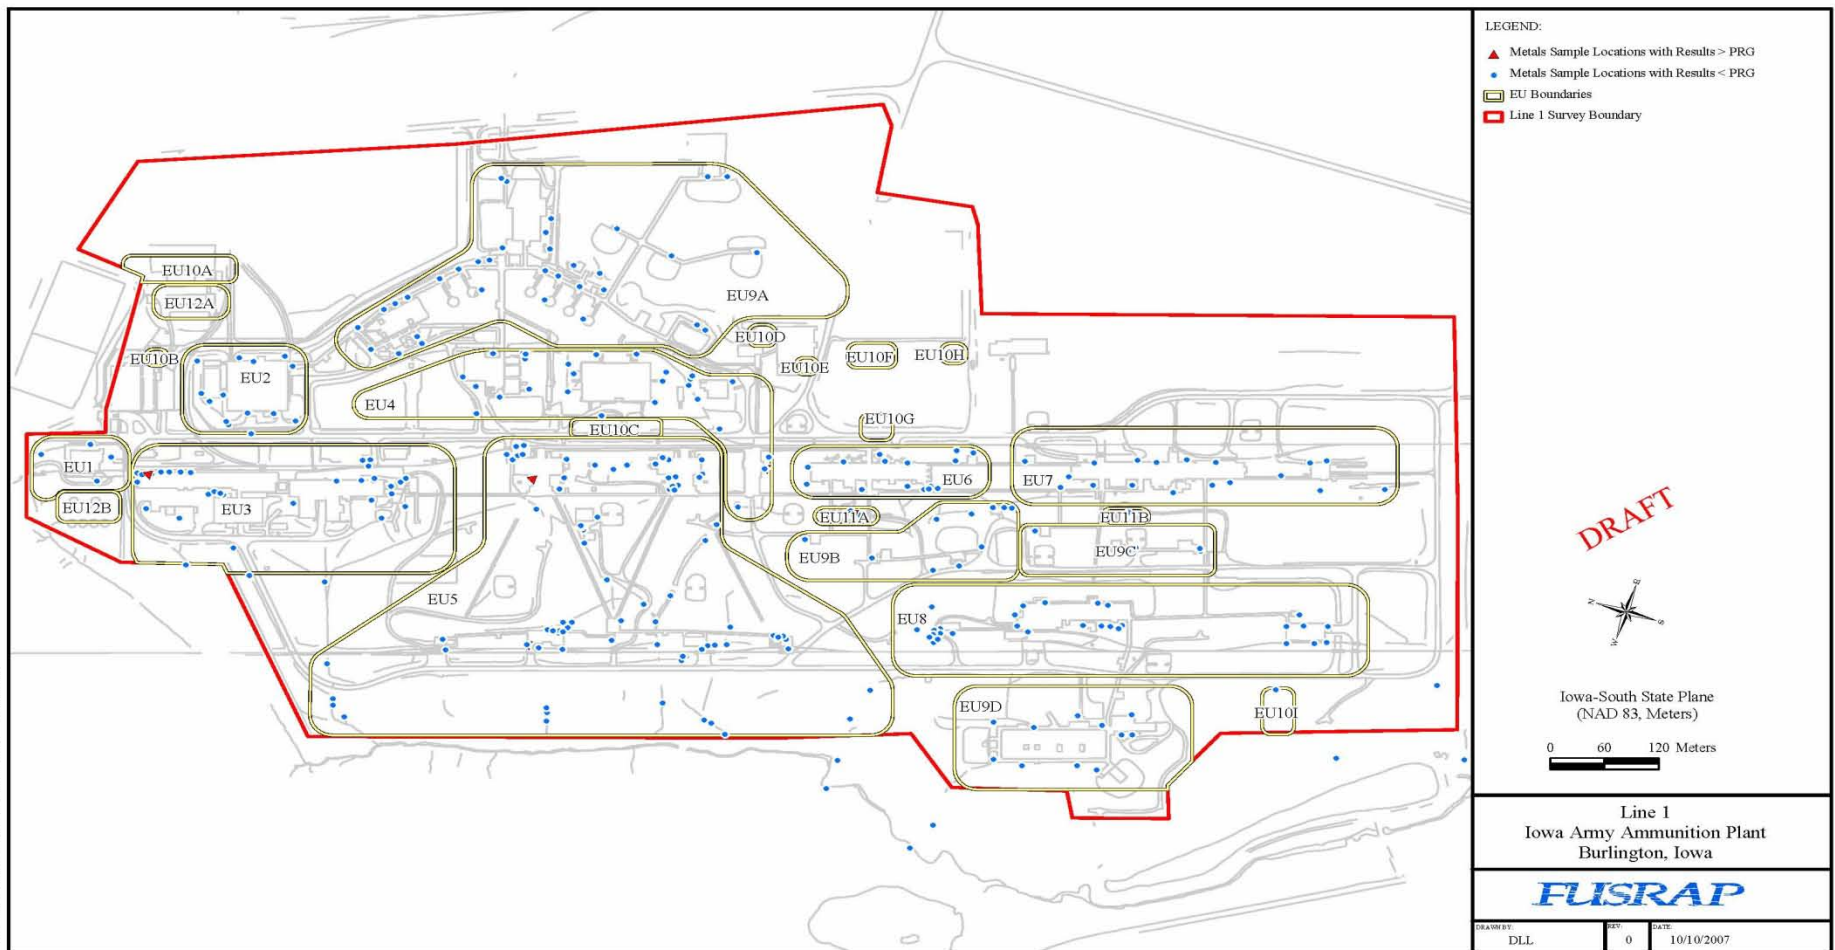 LEGEND:
Metals Sample Locations with Results > PRG
Metals Sample Locations with Results < PRG
EU Boundaries
Line 1 Survey Boundary
EU10A
EU12A
EU9A
EU10D
EU10B
EU10E
EU10F
EU10H
EU2
EU4
EU10G
EU10C
EU1
EU6
EU7
EU12B
EU3
EU11A
EU11B
EU9B
EU9C
EU5
EU8
EU9D
EU10I
DRAFT
N
E
S
W
Iowa-South State Plane
(NAD 83, Meters)
0 60 120 Meters
Line 1
Iowa Army Ammunition Plant
Burlington, Iowa
FUSRAP
DRAWN BY: REV: DATE:
DLL 0 10/10/2007